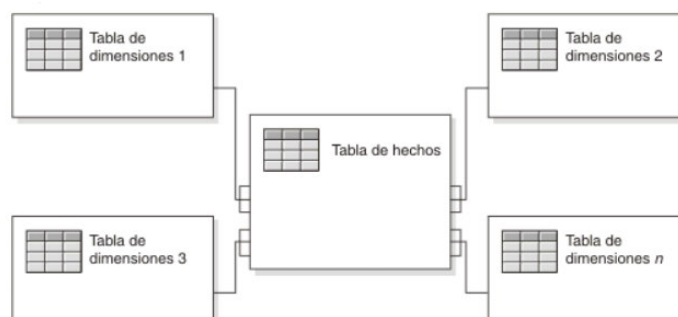 Tabla de
dimensiones 1
Tabla de
dimensiones 2
Tabla de hechos
Tabla de
dimensiones 3
Tabla de
dimensiones n